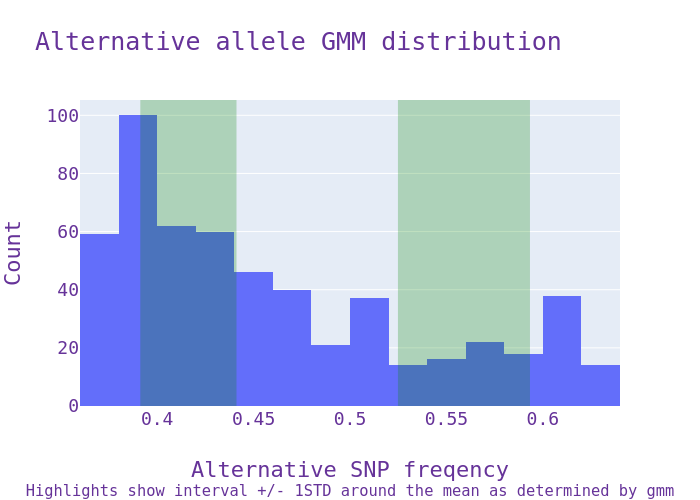 Alternative allele GMM distribution
100
80
60
40
20
0
Count
0.4 0.45 0.5 0.55 0.6
Alternative SNP freqency
Highlights show interval +/- 1STD around the mean as determined by gmm